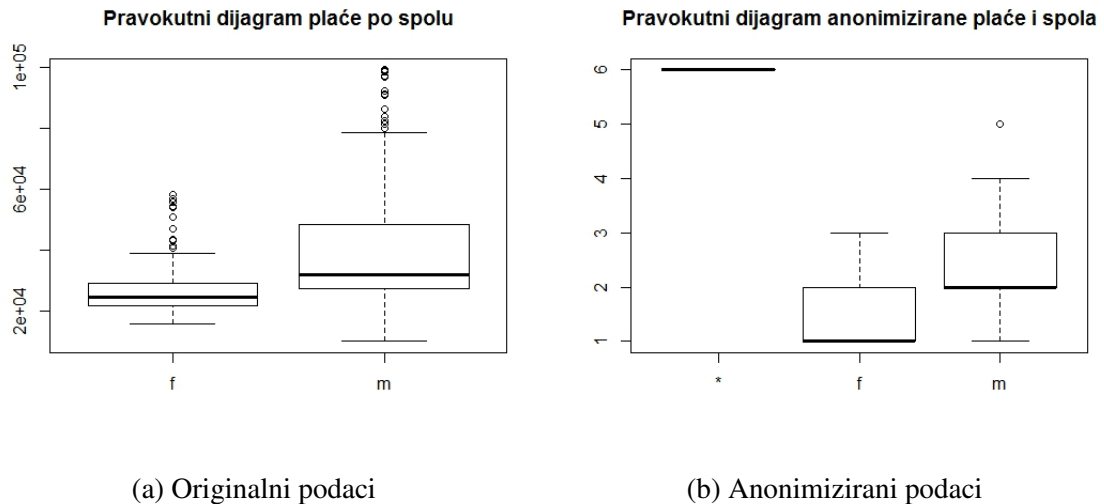 Pravokutni dijagram plaće po spolu
1e+05
6e+04
2e+04
f
m
(a) Originalni podaci
Pravokutni dijagram anonimizirane plaće i spola
6
5
4
3
2
1
*
f
m
(b) Anonimizirani podaci